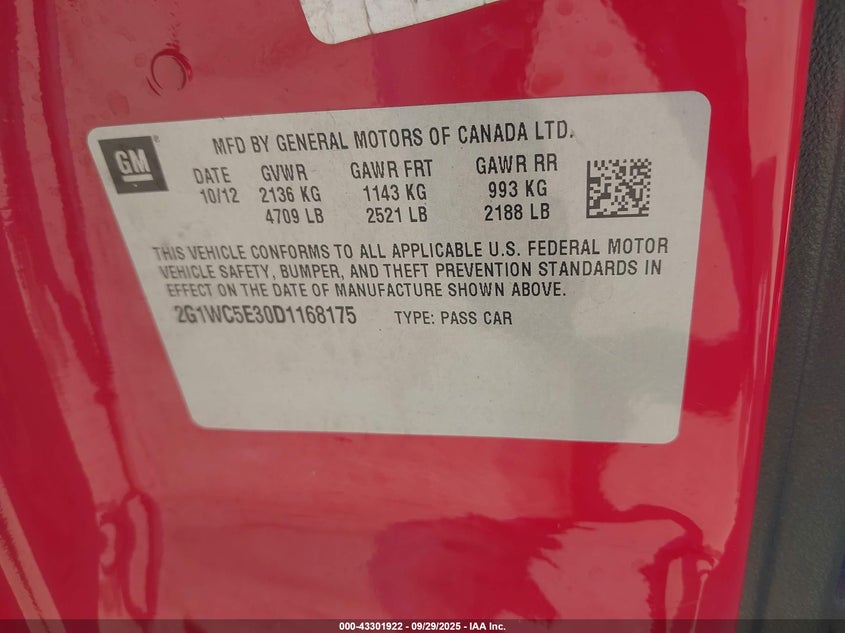 GM
MFD BY GENERAL MOTORS OF CANADA LTD.
DATE GVWR GAWR FRT GAWR RR
10/12 2136 KG 1143 KG 993 KG
4709 LB 2521 LB 2188 LB
THIS VEHICLE CONFORMS TO ALL APPLICABLE U.S. FEDERAL MOTOR
VEHICLE SAFETY, BUMPER, AND THEFT PREVENTION STANDARDS IN
EFFECT ON THE DATE OF MANUFACTURE SHOWN ABOVE.
2G1WC5E30D1168175 TYPE: PASS CAR
000-43301922 | 09/29/2025 - IAA Inc.